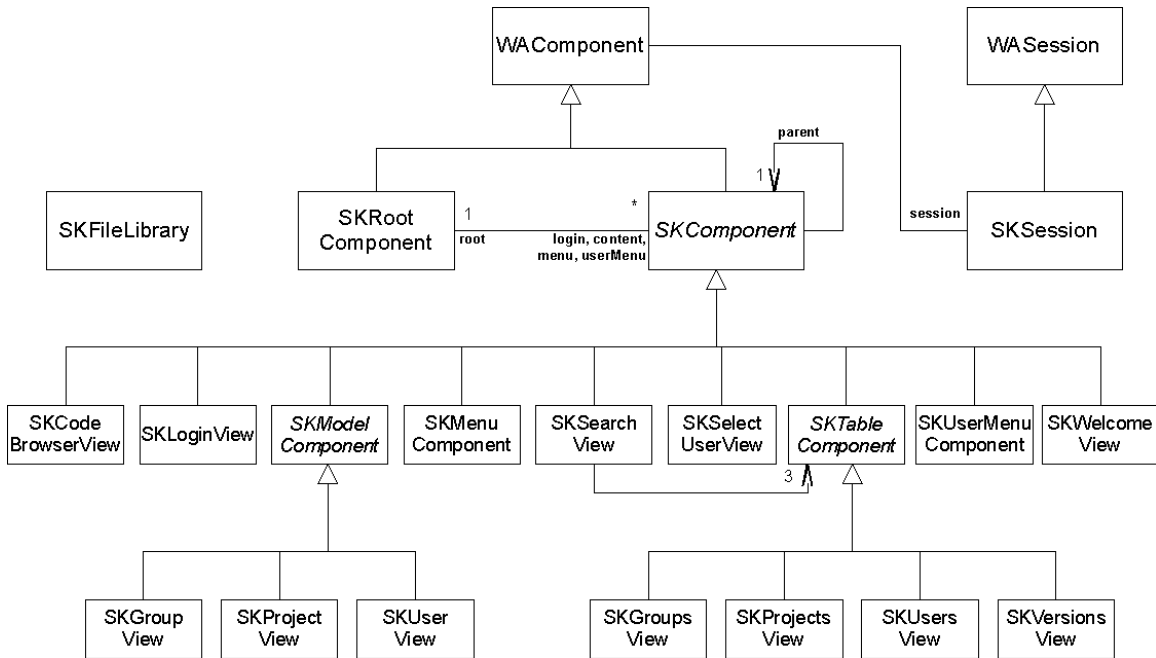 WAComponent
WASession
parent
1
SKFileLibrary
SKRoot
Component
1
root
*
login, content,
menu, userMenu
SKComponent
session
SKSession
SKCode
BrowserView
SKLoginView
SKModel
Component
SKMenu
Component
SKSearch
View
SKSelect
UserView
SKTable
Component
SKUserMenu
Component
SKWelcome
View
3
SKGroup
View
SKProject
View
SKUser
View
SKGroups
View
SKProjects
View
SKUsers
View
SKVersions
View